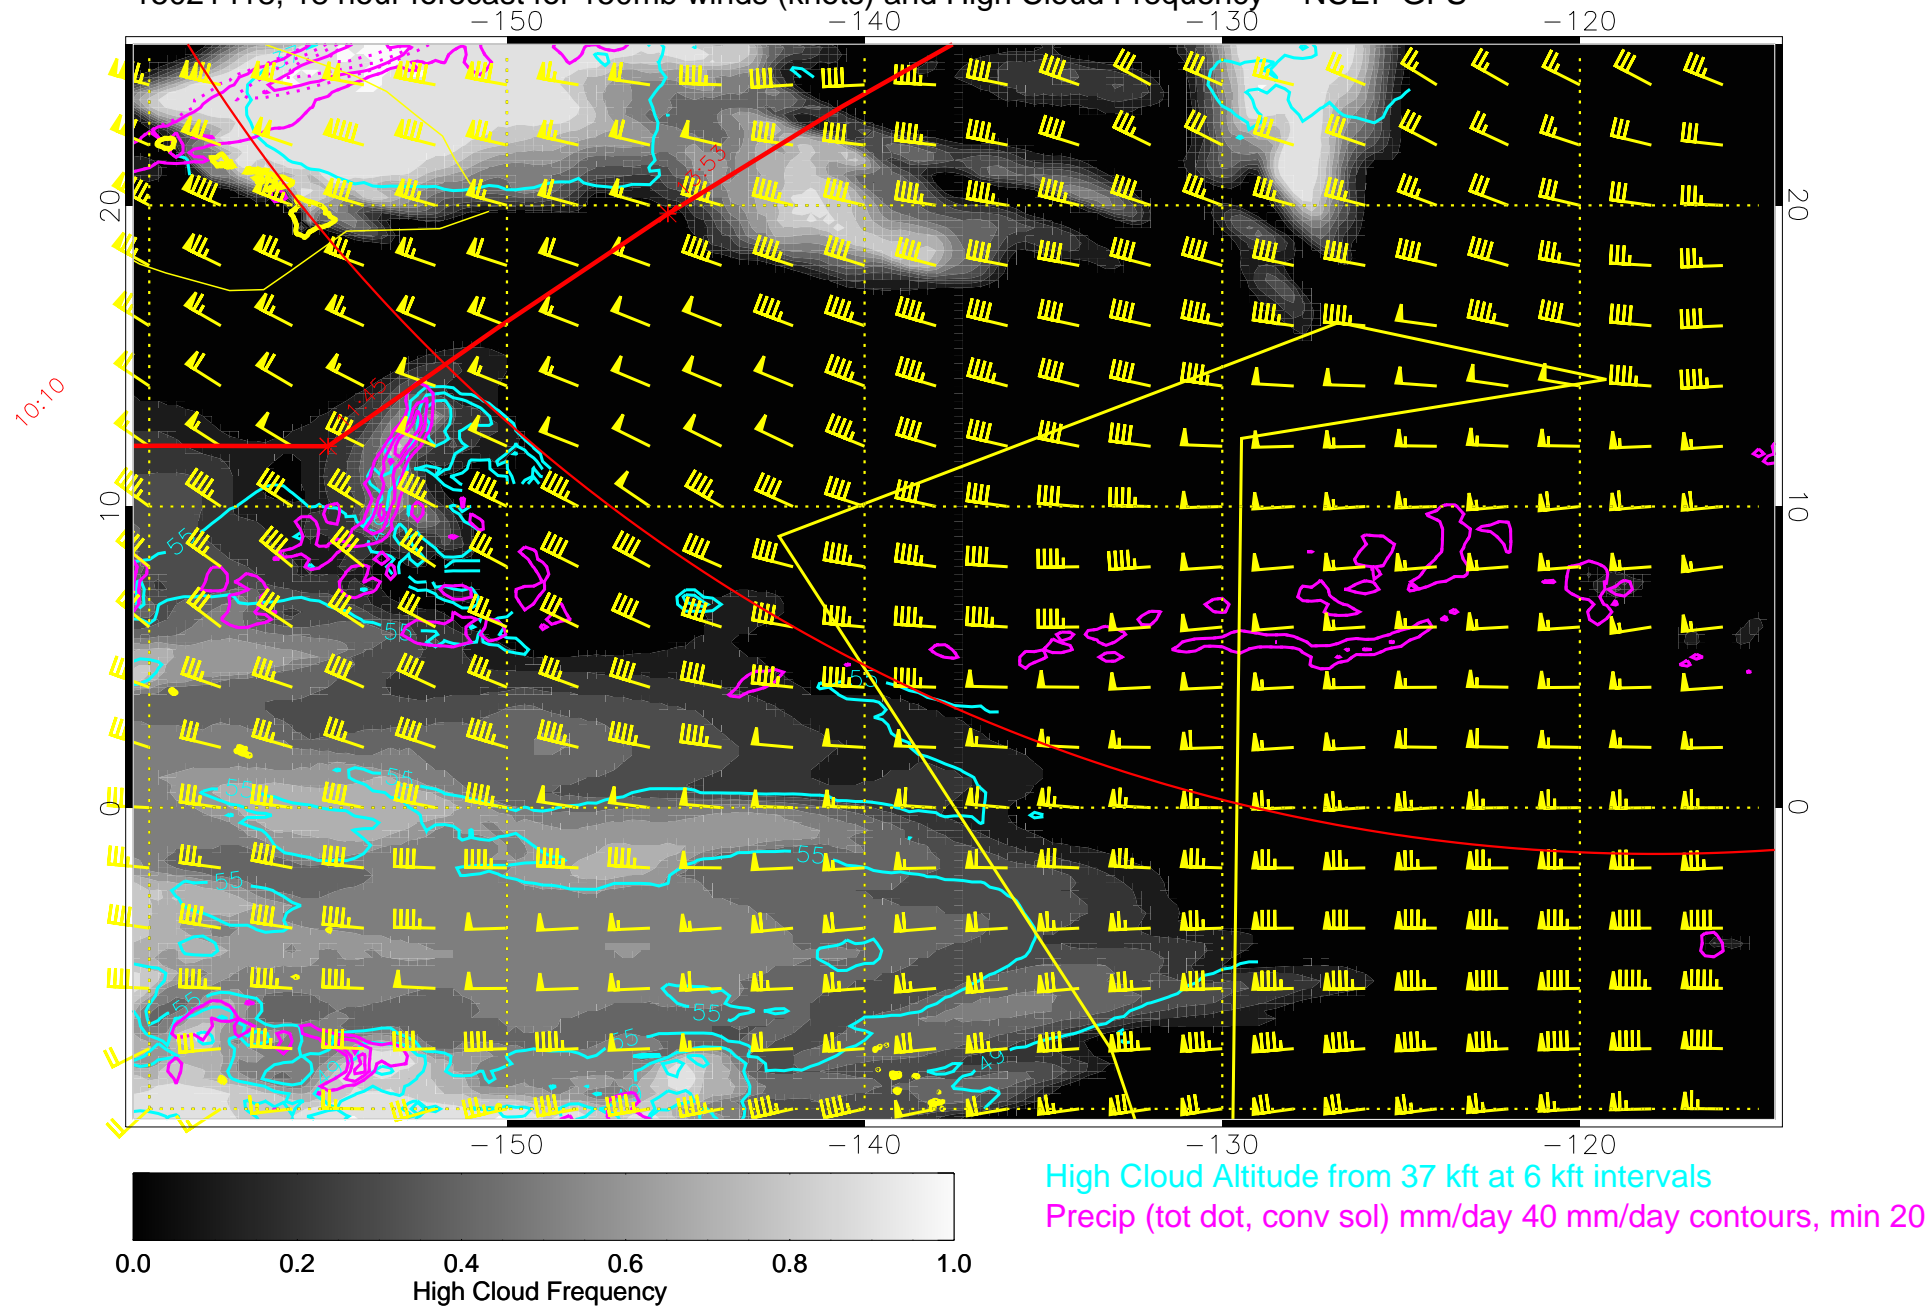 -150 -140 -130 -120
20 20
10 10
0 0
10:10
55
55
55
55
55
55
55
55
55
49
-150 -140 -130 -120
0.0 0.2 0.4 0.6 0.8 1.0
High Cloud Frequency
High Cloud Altitude from 37 kft at 6 kft intervals
Precip (tot dot, conv sol) mm/day 40 mm/day contours, min 20